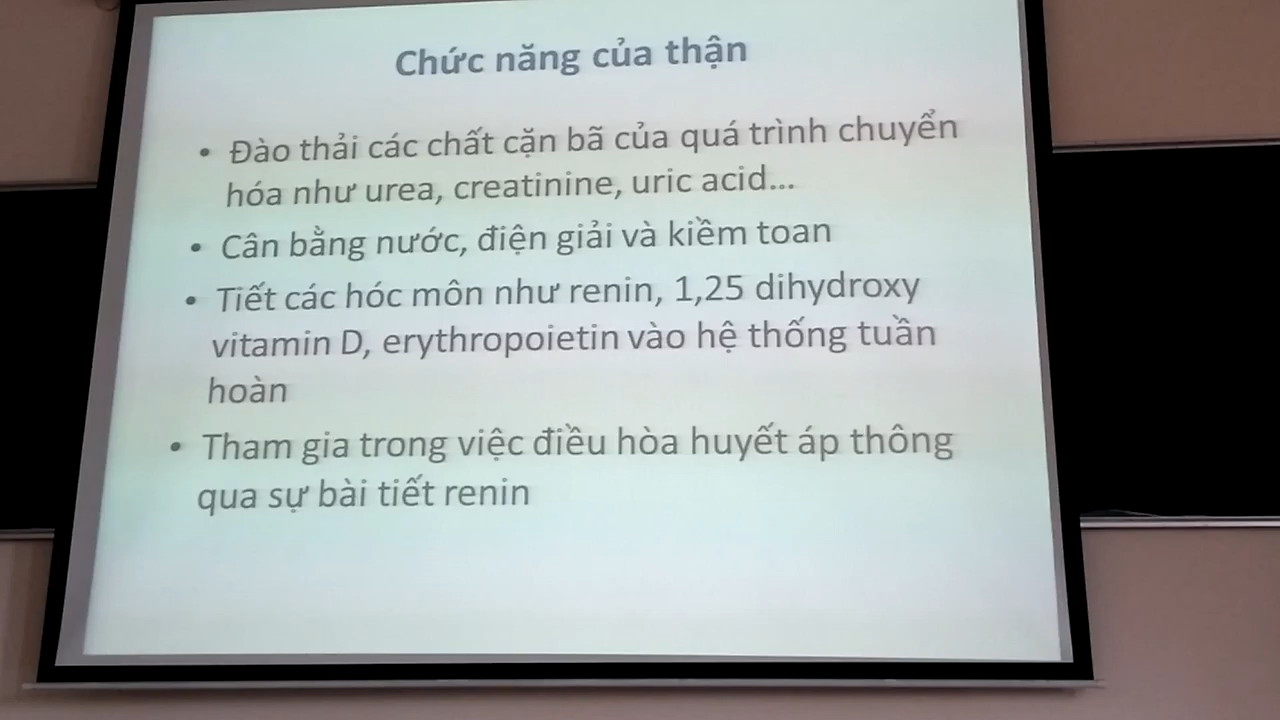 Chức năng của thận
• Đào thải các chất cặn bã của quá trình chuyển
hóa như urea, creatinine, uric acid...
• Cân bằng nước, điện giải và kiềm toan
• Tiết các hóc môn như renin, 1,25 dihydroxy
vitamin D, erythropoietin vào hệ thống tuần
hoàn
• Tham gia trong việc điều hòa huyết áp thông
qua sự bài tiết renin